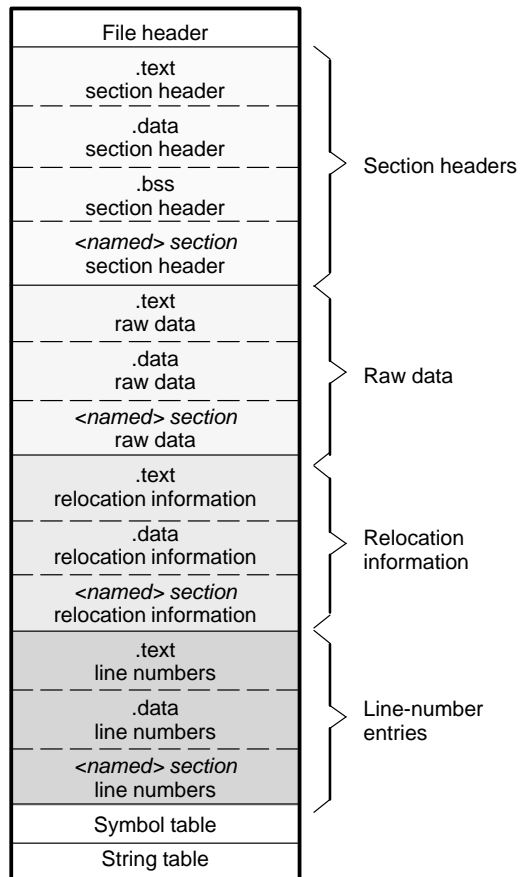 File header
.text
section header
.data
section header
.bss
section header
<named> section
section header
Section headers
.text
raw data
.data
raw data
<named> section
raw data
Raw data
.text
relocation information
.data
relocation information
<named> section
relocation information
Relocation
information
.text
line numbers
.data
line numbers
<named> section
line numbers
Line-number
entries
Symbol table
String table